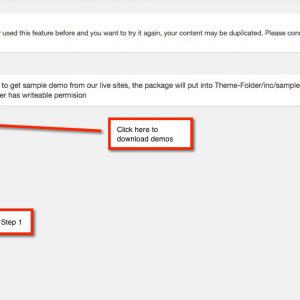 used this feature before and you want to try it again, your content may be duplicated. Please
to get sample demo from our live sites, the package will put into Theme-Folder/inc/sample
er has writeable permision
Click here to
download demos
Step 1